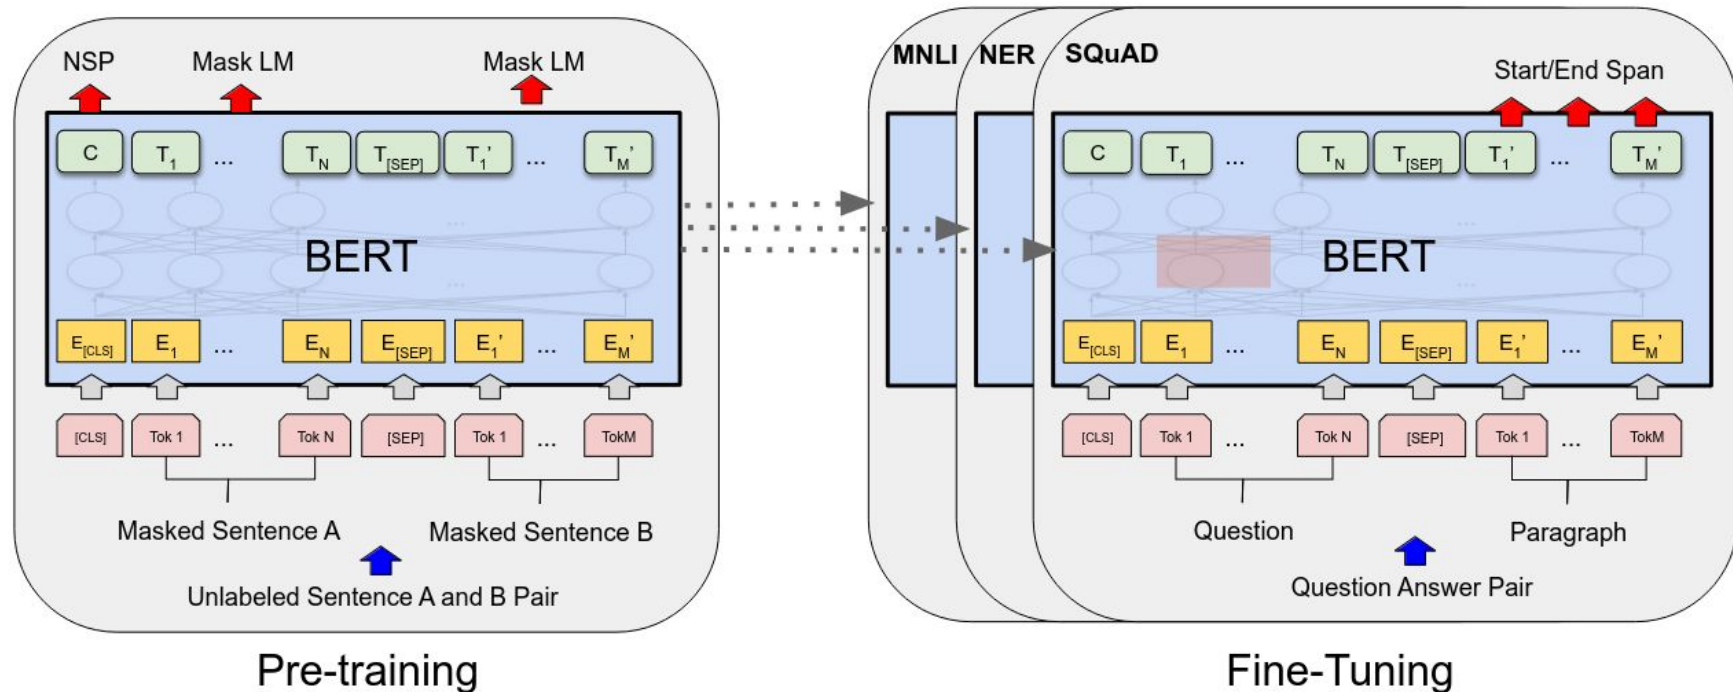 NSP Mask LM Mask LM
C T1 ... TN T[SEP] T1' ... TM'
BERT
E[CLS] E1 ... EN E[SEP] E1' ... EM'
[CLS] Tok 1 ... Tok N [SEP] Tok 1 ... TokM
Masked Sentence A Masked Sentence B
Unlabeled Sentence A and B Pair
Pre-training
MNLI NER SQuAD
Start/End Span
C T1 ... TN T[SEP] T1' ... TM'
BERT
E[CLS] E1 ... EN E[SEP] E1' ... EM'
[CLS] Tok 1 ... Tok N [SEP] Tok 1 ... TokM
Question Paragraph
Question Answer Pair
Fine-Tuning